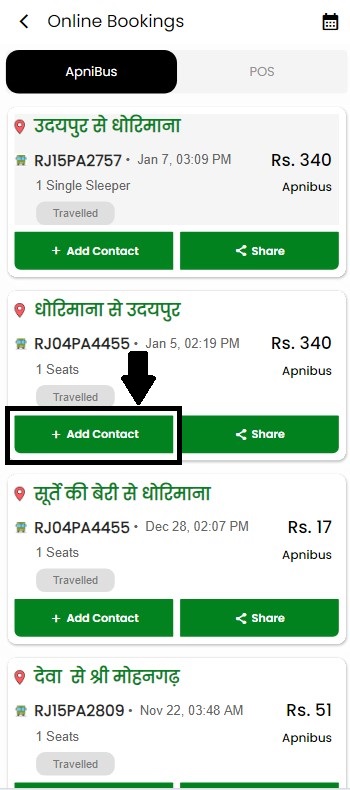 Online Bookings
ApniBus POS
उदयपुर से धोरिमाना
RJ15PA2757 • Jan 7, 03:09 PM Rs. 340
1 Single Sleeper Apnibus
Travelled
+ Add Contact Share
धोरिमाना से उदयपुर
RJ04PA4455 • Jan 5, 02:19 PM Rs. 340
1 Seats Apnibus
Travelled
+ Add Contact Share
सूर्ते की बेरी से धोरिमाना
RJ04PA4455 • Dec 28, 02:07 PM Rs. 17
1 Seats Apnibus
Travelled
+ Add Contact Share
देवा से श्री मोहनगढ़
RJ15PA2809 • Nov 22, 03:48 AM Rs. 51
1 Seats Apnibus
Travelled